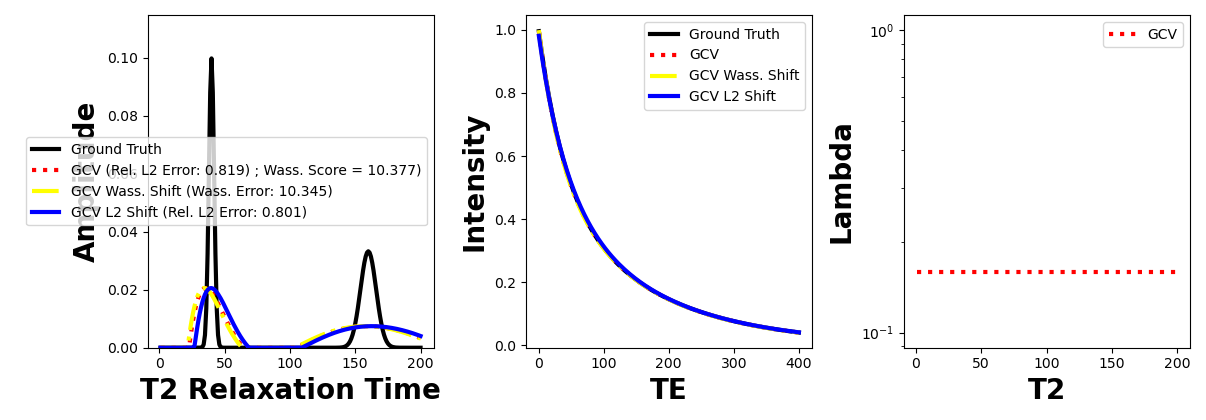 Amplitude
0.10
0.08
0.06
0.04
0.02
0.00
Ground Truth
GCV (Rel. L2 Error: 0.819) ; Wass. Score = 10.377)
GCV Wass. Shift (Wass. Error: 10.345)
GCV L2 Shift (Rel. L2 Error: 0.801)
0 50 100 150 200
T2 Relaxation Time
Intensity
1.0
0.8
0.6
0.4
0.2
0.0
Ground Truth
GCV
GCV Wass. Shift
GCV L2 Shift
0 100 200 300 400
TE
Lambda
10⁰
10⁻¹
GCV
0 50 100 150 200
T2